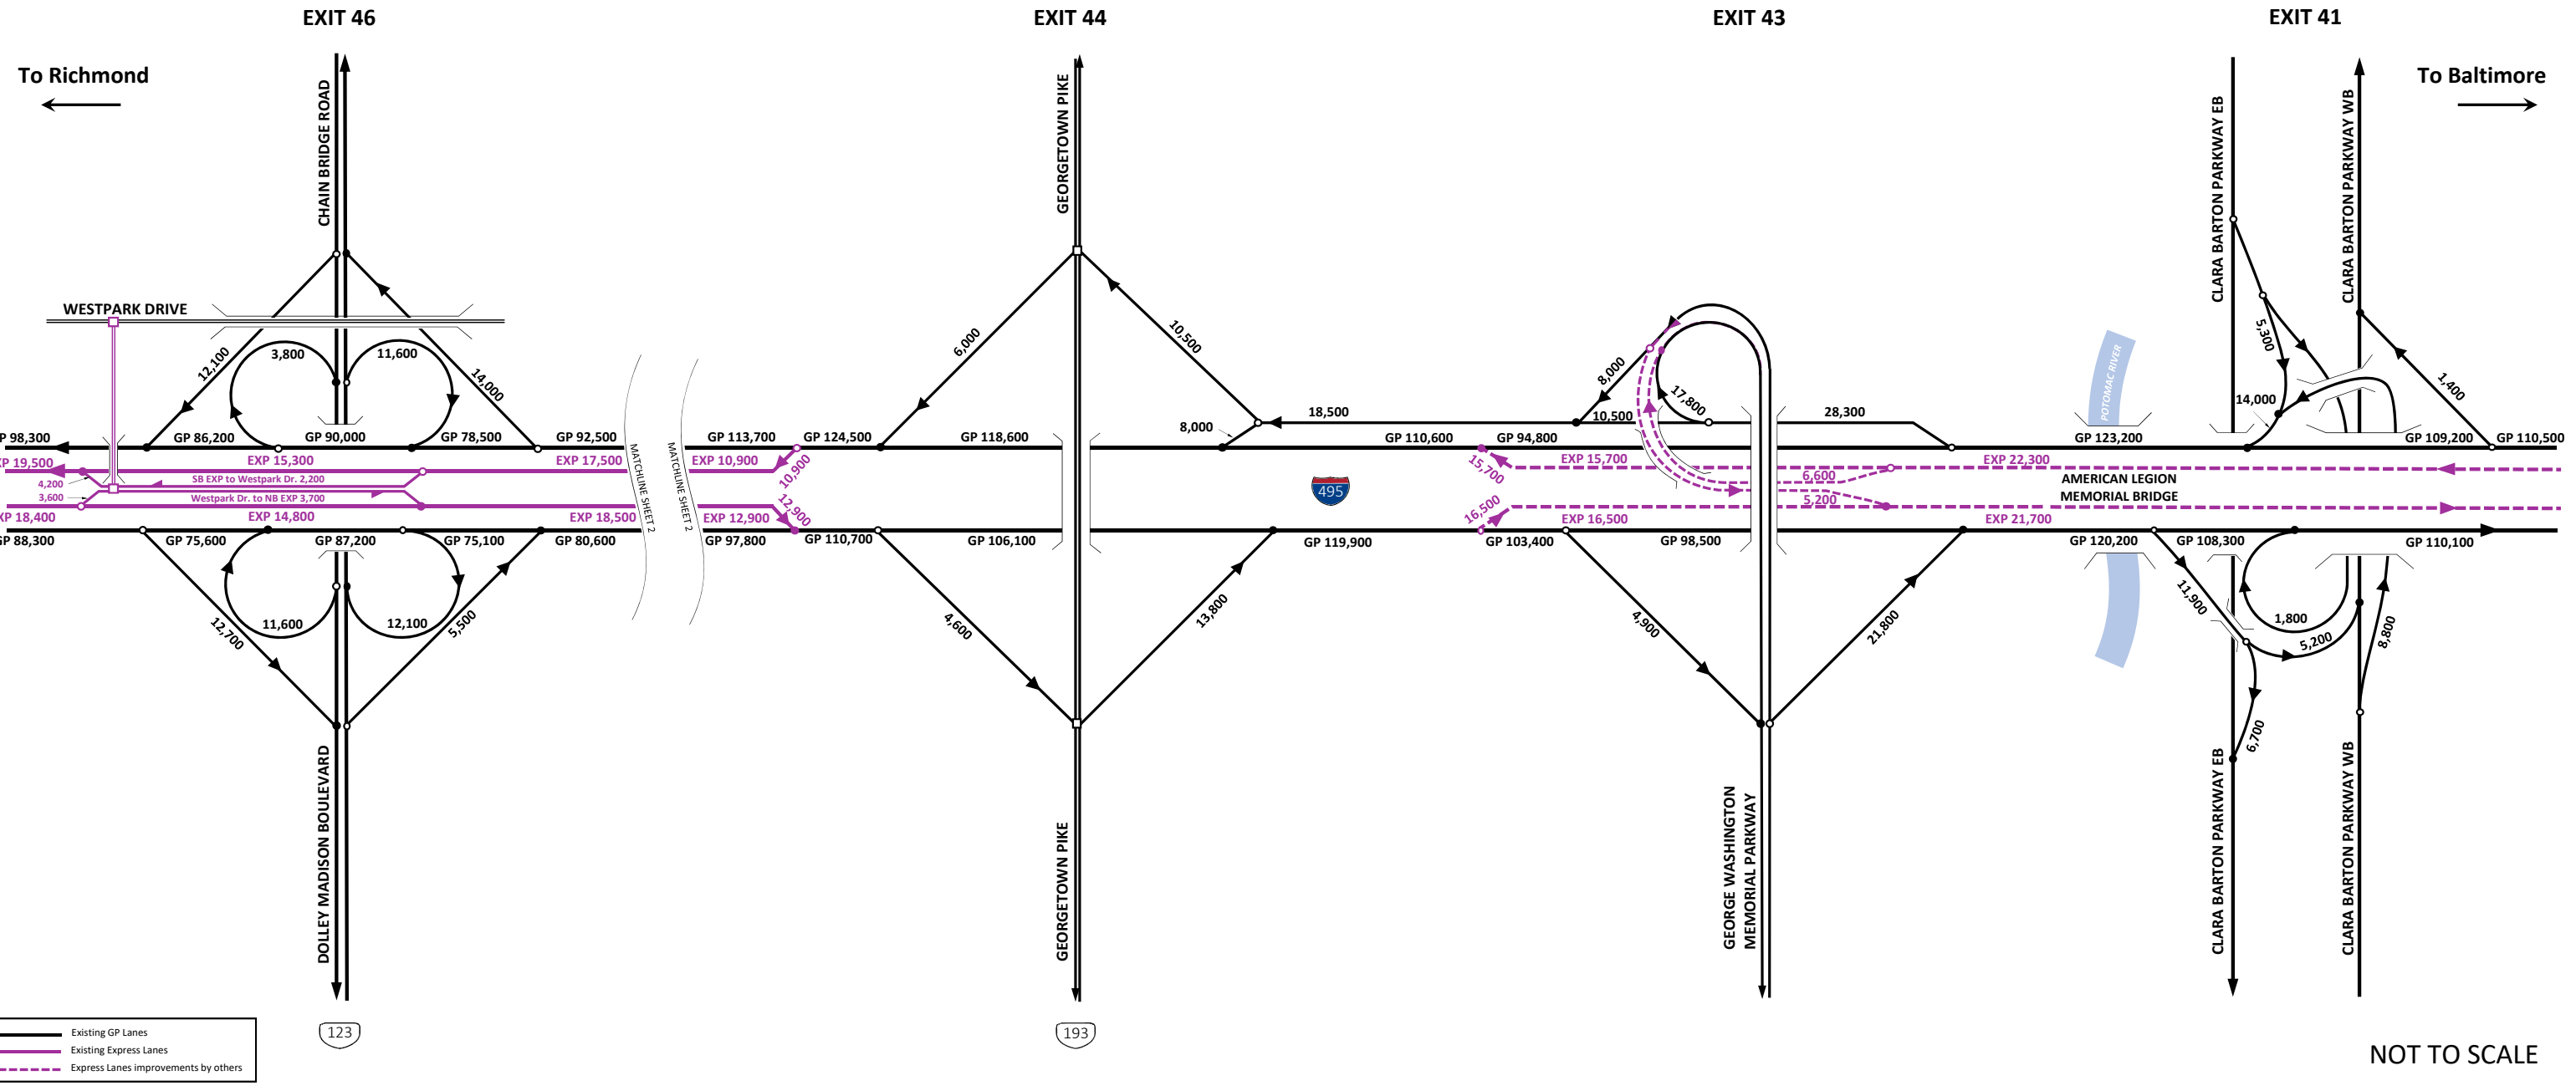 EXIT 46
EXIT 44
EXIT 43
EXIT 41
To Richmond
To Baltimore
CHAIN BRIDGE ROAD
GEORGETOWN PIKE
CLARA BARTON PARKWAY EB
CLARA BARTON PARKWAY WB
WESTPARK DRIVE
12,100
3,800
11,600
14,000
6,000
10,500
8,000
18,500
8,000
10,500
17,800
28,300
POTOMAC RIVER
5,300
14,000
1,400
98,300
GP 86,200
GP 90,000
GP 78,500
GP 92,500
GP 113,700
GP 124,500
GP 118,600
GP 110,600
GP 94,800
GP 123,200
GP 109,200
GP 110,500
19,500
EXP 15,300
EXP 17,500
EXP 10,900
10,900
15,700
EXP 15,700
6,600
EXP 22,300
4,200
SB EXP to Westpark Dr. 2,200
3,600
Westpark Dr. to NB EXP 3,700
MATCHLINE SHEET 2
MATCHLINE SHEET 2
495
AMERICAN LEGION
MEMORIAL BRIDGE
5,200
18,400
EXP 14,800
EXP 18,500
EXP 12,900
12,900
16,500
EXP 16,500
EXP 21,700
88,300
GP 75,600
GP 87,200
GP 75,100
GP 80,600
GP 97,800
GP 110,700
GP 106,100
GP 119,900
GP 103,400
GP 98,500
GP 120,200
GP 108,300
GP 110,100
12,700
11,600
12,100
5,500
4,600
13,800
4,900
21,800
11,900
1,800
5,200
8,800
6,700
DOLLEY MADISON BOULEVARD
GEORGETOWN PIKE
GEORGE WASHINGTON
MEMORIAL PARKWAY
CLARA BARTON PARKWAY EB
CLARA BARTON PARKWAY WB
123
193
Existing GP Lanes
Existing Express Lanes
Express Lanes improvements by others
NOT TO SCALE